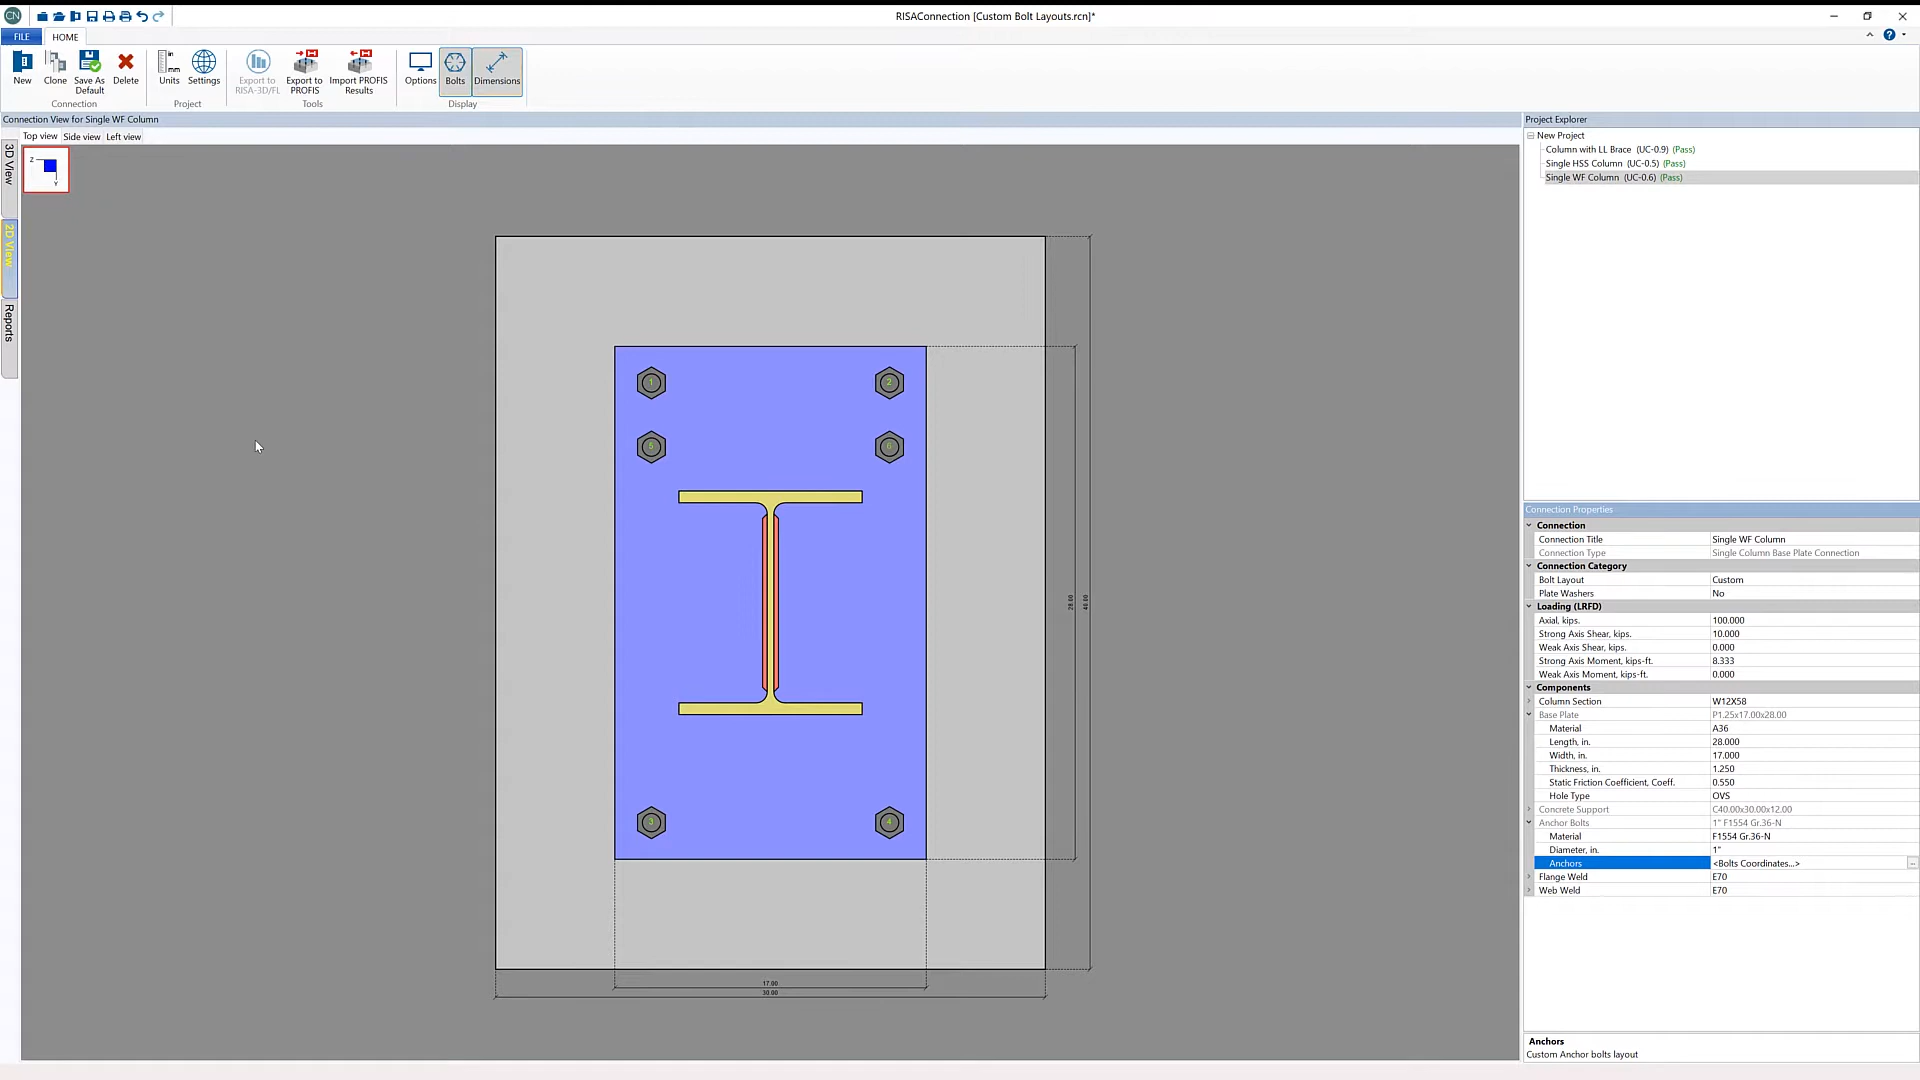 CN
RISAConnection [Custom Bolt Layouts.rcn]*
FILE
HOME
New
Clone
Save As Default
Delete
Units
Settings
Export to RISA-3D/FL
Export to PROFIS
Import PROFIS Results
Options
Bolts
Dimensions
Connection
Project
Tools
Display
Connection View for Single WF Column
Top view
Side view
Left view
3D View
2D View
Reports
Z
Y
1
2
5
6
3
4
28.00
40.00
17.00
30.00
Project Explorer
New Project
Column with LL Brace (UC-0.9) (Pass)
Single HSS Column (UC-0.5) (Pass)
Single WF Column (UC-0.6) (Pass)
Connection Properties
Connection
Connection Title Single WF Column
Connection Type Single Column Base Plate Connection
Connection Category
Bolt Layout Custom
Plate Washers No
Loading (LRFD)
Axial, kips. 100.000
Strong Axis Shear, kips. 10.000
Weak Axis Shear, kips. 0.000
Strong Axis Moment, kips-ft. 8.333
Weak Axis Moment, kips-ft. 0.000
Components
Column Section W12X58
Base Plate P1.25x17.00x28.00
Material A36
Length, in. 28.000
Width, in. 17.000
Thickness, in. 1.250
Static Friction Coefficient, Coeff. 0.550
Hole Type OVS
Concrete Support C40.00x30.00x12.00
Anchor Bolts 1" F1554 Gr.36-N
Material F1554 Gr.36-N
Diameter, in. 1"
Anchors <Bolts Coordinates...> ...
Flange Weld E70
Web Weld E70
Anchors
Custom Anchor bolts layout